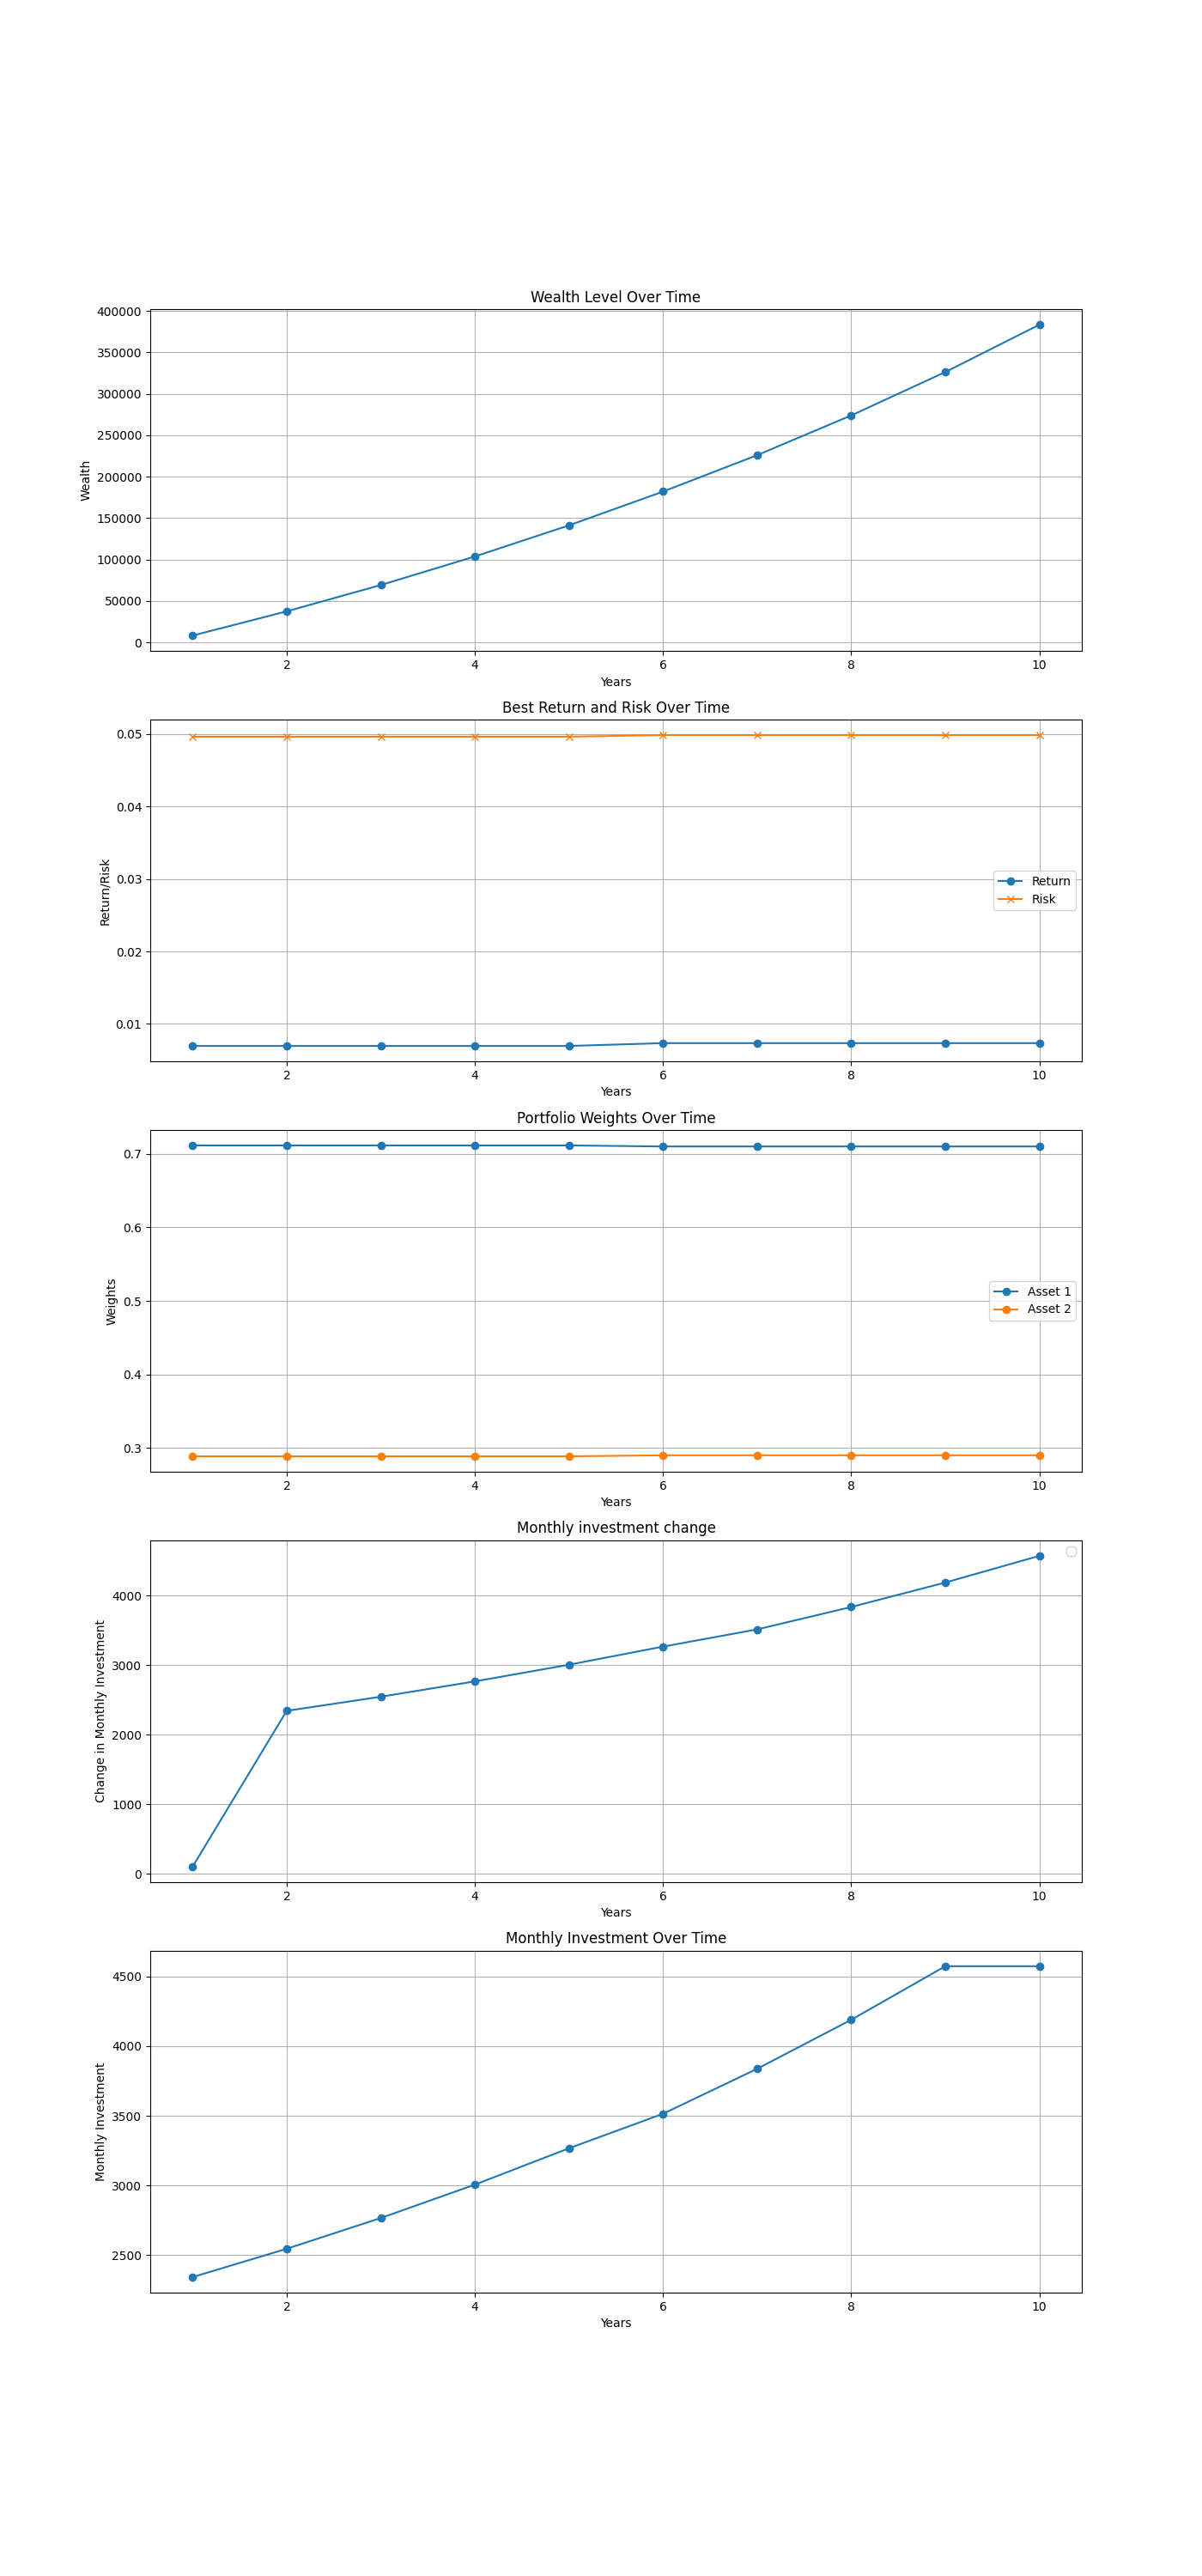 Wealth Level Over Time
400000
350000
300000
250000
200000
150000
100000
50000
0
Wealth
2 4 6 8 10
Years
Best Return and Risk Over Time
0.05
0.04
0.03
0.02
0.01
Return/Risk
Return
Risk
2 4 6 8 10
Years
Portfolio Weights Over Time
0.7
0.6
0.5
0.4
0.3
Weights
Asset 1
Asset 2
2 4 6 8 10
Years
Monthly investment change
4000
3000
2000
1000
0
Change in Monthly Investment
2 4 6 8 10
Years
Monthly Investment Over Time
4500
4000
3500
3000
2500
Monthly Investment
2 4 6 8 10
Years